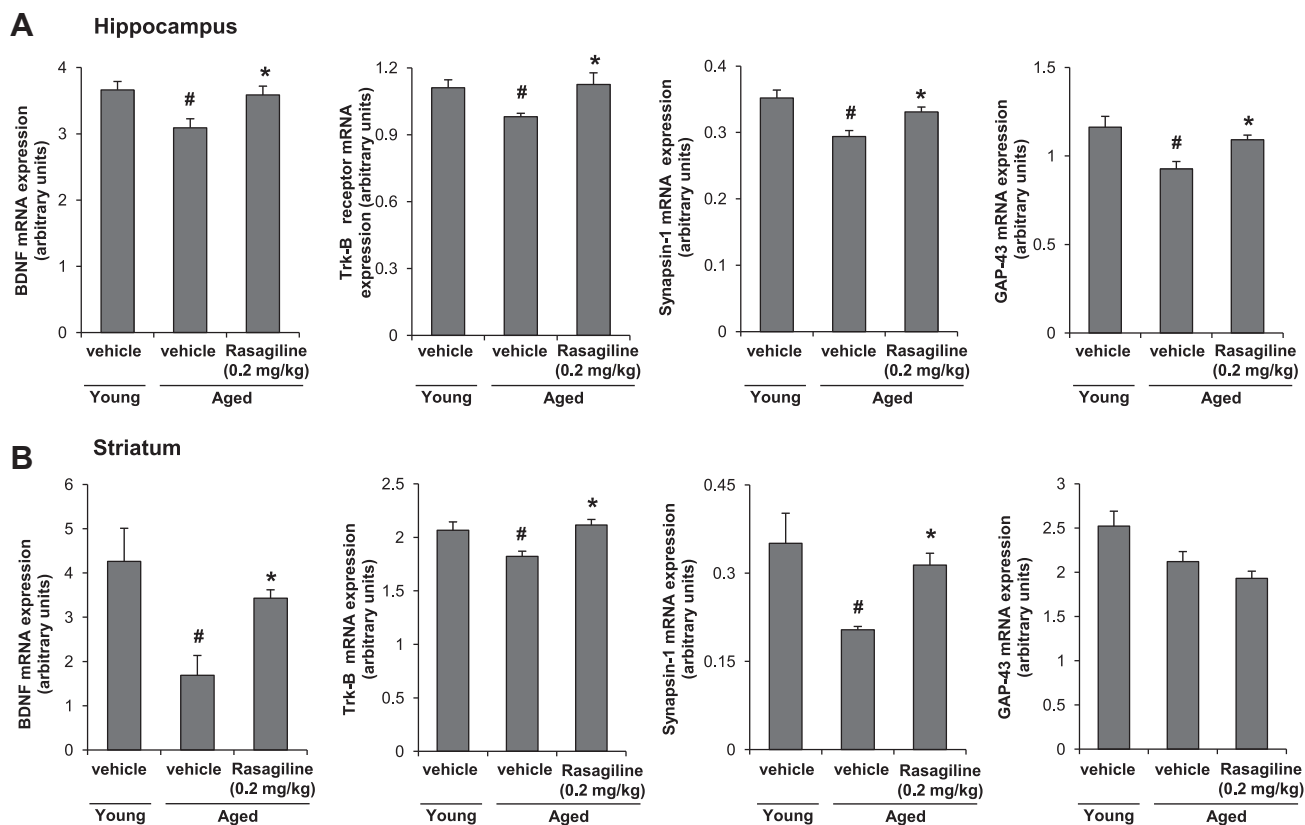 A Hippocampus
BDNF mRNA expression
(arbitrary units)
4
3
2
1
0
#
*
vehicle vehicle Rasagiline
(0.2 mg/kg)
Young Aged
Trk-B receptor mRNA
expression (arbitrary units)
1.2
0.9
0.6
0.3
0
#
*
vehicle vehicle Rasagiline
(0.2 mg/kg)
Young Aged
Synapsin-1 mRNA expression
(arbitrary units)
0.4
0.3
0.2
0.1
0
#
*
vehicle vehicle Rasagiline
(0.2 mg/kg)
Young Aged
GAP-43 mRNA expression
(arbitrary units)
1.5
1
0.5
0
#
*
vehicle vehicle Rasagiline
(0.2 mg/kg)
Young Aged
B Striatum
BDNF mRNA expression
(arbitrary units)
6
5
4
3
2
1
0
#
*
vehicle vehicle Rasagiline
(0.2 mg/kg)
Young Aged
Trk-B mRNA expression
(arbitrary units)
2.5
2
1.5
1
0.5
0
#
*
vehicle vehicle Rasagiline
(0.2 mg/kg)
Young Aged
Synapsin-1 mRNA expression
(arbitrary units)
0.45
0.3
0.15
0
#
*
vehicle vehicle Rasagiline
(0.2 mg/kg)
Young Aged
GAP-43 mRNA expression
(arbitrary units)
3
2.5
2
1.5
1
0.5
0
vehicle vehicle Rasagiline
(0.2 mg/kg)
Young Aged